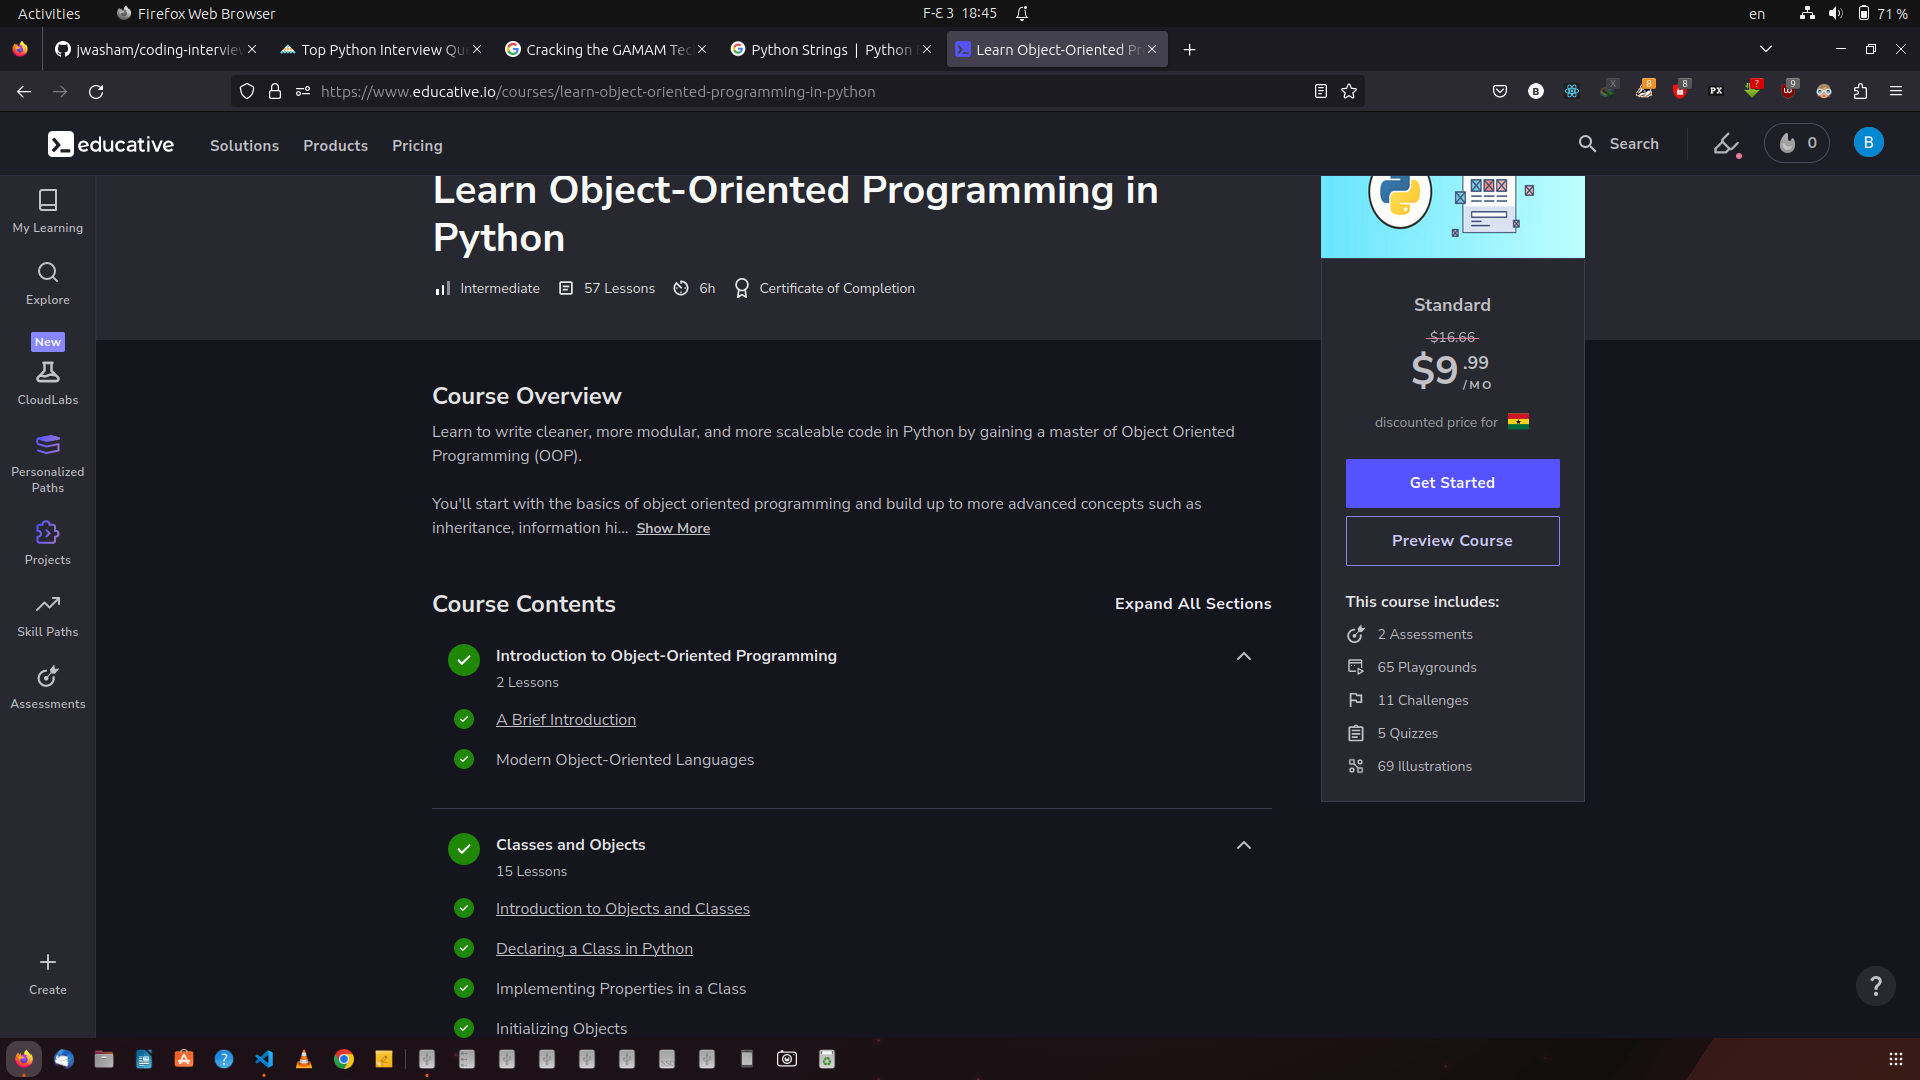 Activities
Firefox Web Browser
F-Ɛ 3 18:45
en
71 %
jwasham/coding-interview
Top Python Interview Qu
Cracking the GAMAM Tec
Python Strings | Python
Learn Object-Oriented Pr
https://www.educative.io/courses/learn-object-oriented-programming-in-python
educative
Solutions
Products
Pricing
Search
0
B
My Learning
Explore
New
CloudLabs
Personalized
Paths
Projects
Skill Paths
Assessments
Create
Learn Object-Oriented Programming in
Python
Intermediate
57 Lessons
6h
Certificate of Completion
Course Overview
Learn to write cleaner, more modular, and more scaleable code in Python by gaining a master of Object Oriented
Programming (OOP).
You'll start with the basics of object oriented programming and build up to more advanced concepts such as
inheritance, information hi... Show More
Course Contents
Expand All Sections
Introduction to Object-Oriented Programming
2 Lessons
A Brief Introduction
Modern Object-Oriented Languages
Classes and Objects
15 Lessons
Introduction to Objects and Classes
Declaring a Class in Python
Implementing Properties in a Class
Initializing Objects
Standard
$16.66
$9.99
/MO
discounted price for
Get Started
Preview Course
This course includes:
2 Assessments
65 Playgrounds
11 Challenges
5 Quizzes
69 Illustrations
?